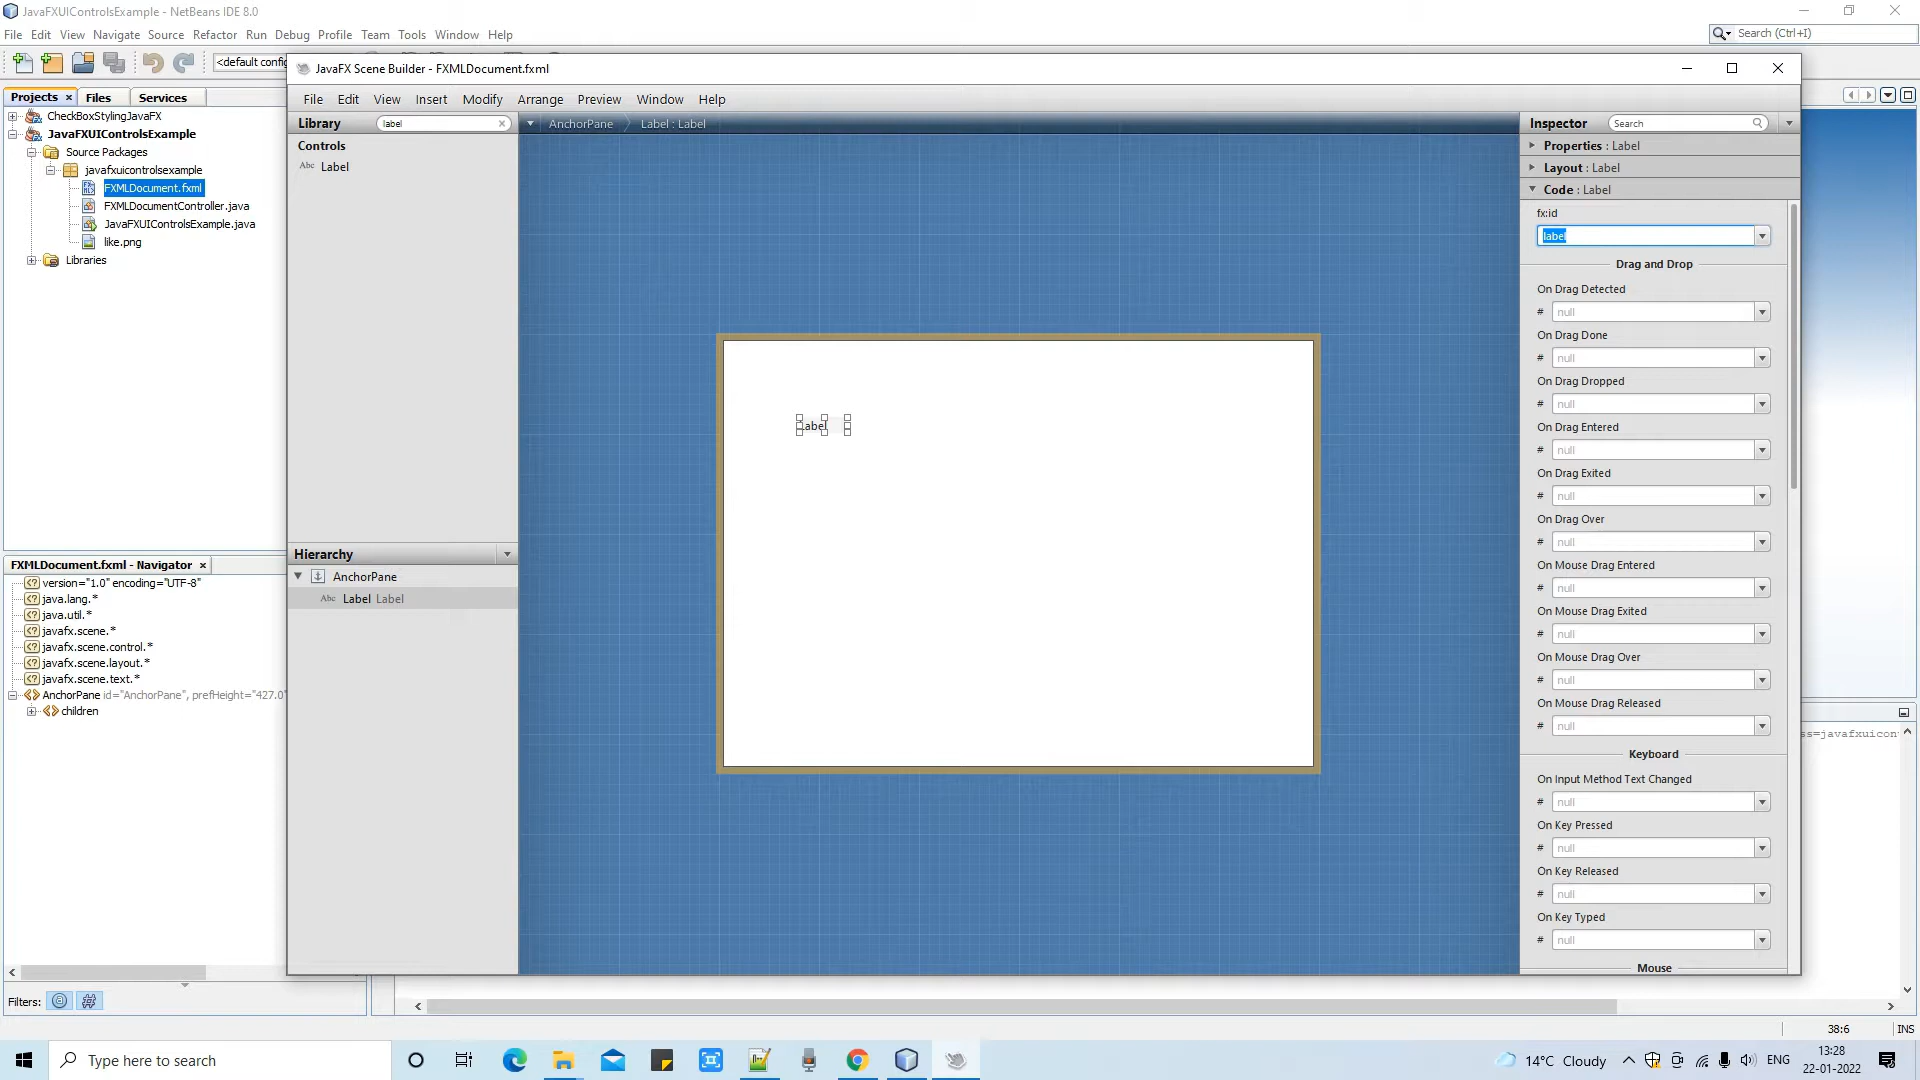 JavaFXUIControlsExample - NetBeans IDE 8.0
File Edit View Navigate Source Refactor Run Debug Profile Team Tools Window Help
Search (Ctrl+I)
<default config
JavaFX Scene Builder - FXMLDocument.fxml
File Edit View Insert Modify Arrange Preview Window Help
Projects Files Services
CheckBoxStylingJavaFX
JavaFXUIControlsExample
Source Packages
javafxuicontrolsexample
FXMLDocument.fxml
FXMLDocumentController.java
JavaFXUIControlsExample.java
like.png
Libraries
FXMLDocument.fxml - Navigator
version="1.0" encoding="UTF-8"
java.lang.*
java.util.*
javafx.scene.*
javafx.scene.control.*
javafx.scene.layout.*
javafx.scene.text.*
AnchorPane id="AnchorPane", prefHeight="427.0"
children
Filters:
Library
label
Controls
Abc Label
Hierarchy
AnchorPane
Abc Label Label
AnchorPane Label : Label
Label
Inspector
Search
Properties : Label
Layout : Label
Code : Label
fx:id
label
Drag and Drop
On Drag Detected
# null
On Drag Done
# null
On Drag Dropped
# null
On Drag Entered
# null
On Drag Exited
# null
On Drag Over
# null
On Mouse Drag Entered
# null
On Mouse Drag Exited
# null
On Mouse Drag Over
# null
On Mouse Drag Released
# null
Keyboard
On Input Method Text Changed
# null
On Key Pressed
# null
On Key Released
# null
On Key Typed
# null
Mouse
ss=javafxuicon
38:6 INS
Type here to search
14°C Cloudy
ENG
13:28
22-01-2022